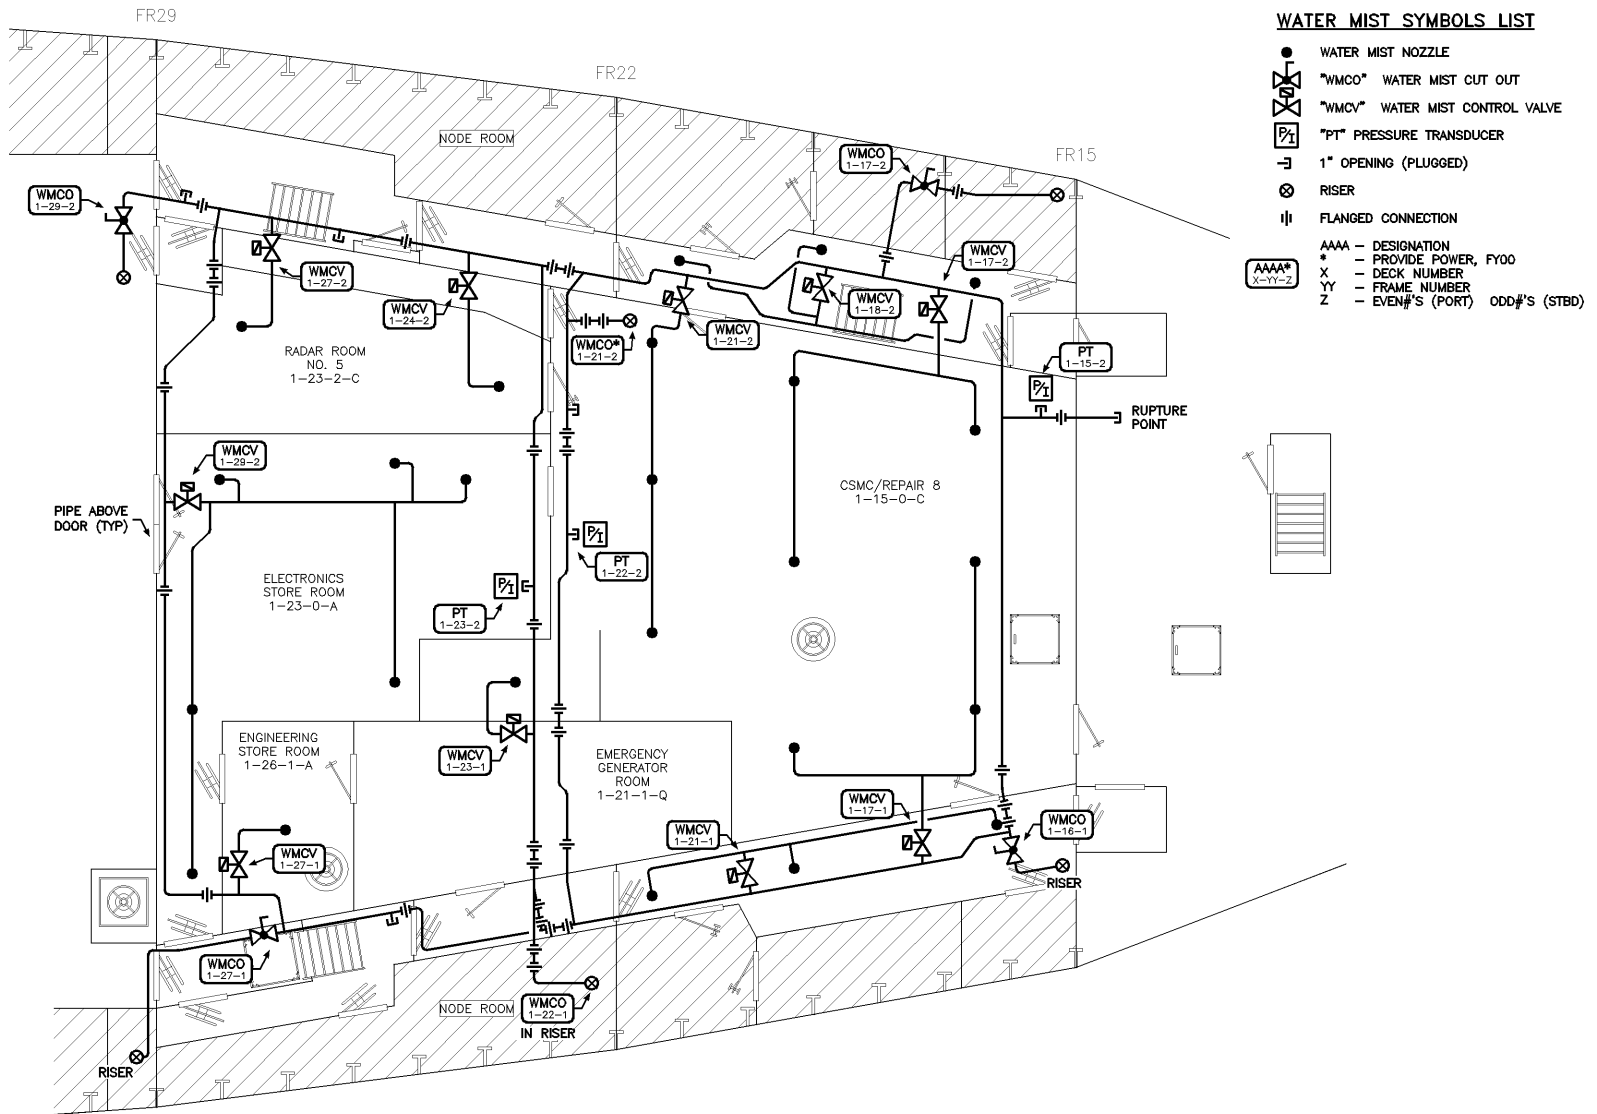 FR29
FR22
FR15
WATER MIST SYMBOLS LIST
WATER MIST NOZZLE
"WMCO" WATER MIST CUT OUT
"WMCV" WATER MIST CONTROL VALVE
P/I
"PT" PRESSURE TRANSDUCER
1" OPENING (PLUGGED)
RISER
FLANGED CONNECTION
AAAA*
X-YY-Z
AAAA – DESIGNATION
* – PROVIDE POWER, FY00
X – DECK NUMBER
YY – FRAME NUMBER
Z – EVEN#'S (PORT) ODD#'S (STBD)
NODE ROOM
WMCO
1-17-2
WMCO
1-29-2
WMCV
1-27-2
WMCV
1-24-2
WMCV
1-17-2
WMCV
1-18-2
WMCV
1-21-2
WMCO*
1-21-2
PT
1-15-2
P/I
RUPTURE
POINT
RADAR ROOM
NO. 5
1-23-2-C
WMCV
1-29-2
CSMC/REPAIR 8
1-15-0-C
PIPE ABOVE
DOOR (TYP)
P/I
PT
1-22-2
ELECTRONICS
STORE ROOM
1-23-0-A
P/I
PT
1-23-2
ENGINEERING
STORE ROOM
1-26-1-A
WMCV
1-23-1
EMERGENCY
GENERATOR
ROOM
1-21-1-Q
WMCV
1-17-1
WMCV
1-21-1
WMCO
1-16-1
RISER
WMCV
1-27-1
WMCO
1-27-1
NODE ROOM
WMCO
1-22-1
IN RISER
RISER